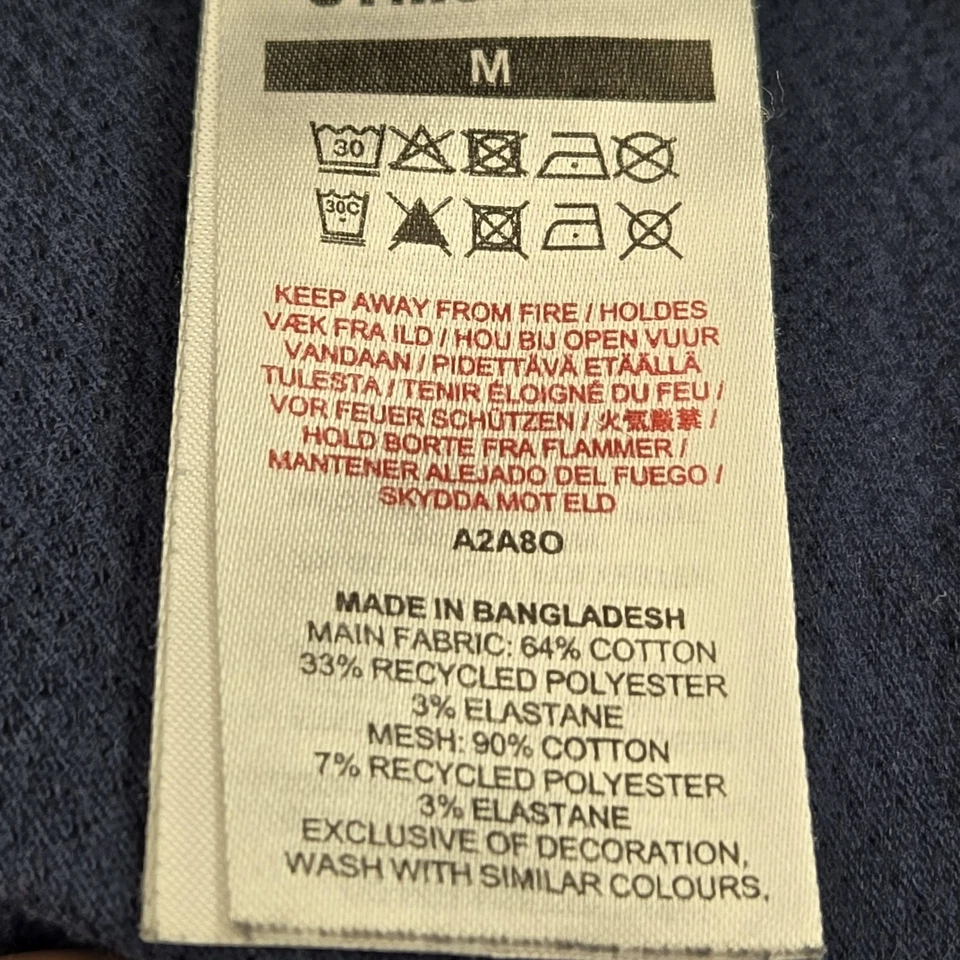 M
30
30C
KEEP AWAY FROM FIRE / HOLDES
VÆK FRA ILD / HOU BIJ OPEN VUUR
VANDAAN / PIDETTÄVÄ ETÄÄLLÄ
TULESTA / TENIR ÉLOIGNÉ DU FEU /
VOR FEUER SCHÜTZEN / 火気厳禁 /
HOLD BORTE FRA FLAMMER /
MANTENER ALEJADO DEL FUEGO /
SKYDDA MOT ELD
A2A8O
MADE IN BANGLADESH
MAIN FABRIC: 64% COTTON
33% RECYCLED POLYESTER
3% ELASTANE
MESH: 90% COTTON
7% RECYCLED POLYESTER
3% ELASTANE
EXCLUSIVE OF DECORATION,
WASH WITH SIMILAR COLOURS.